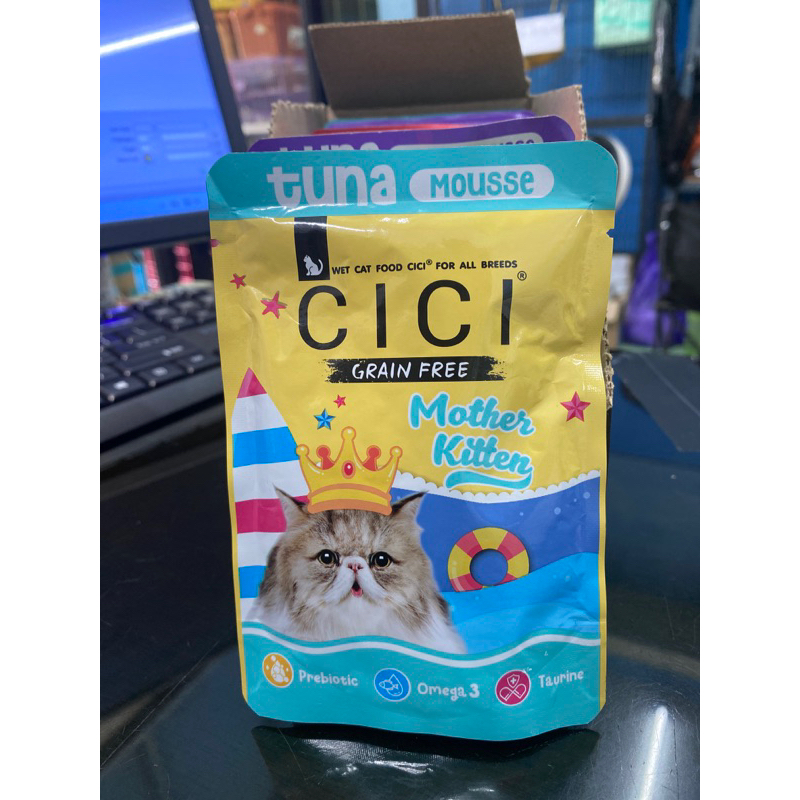 tuna MOUSSE
WET CAT FOOD CICI® FOR ALL BREEDS
CICI®
GRAIN FREE
Mother
Kitten
Prebiotic
Omega 3
Taurine